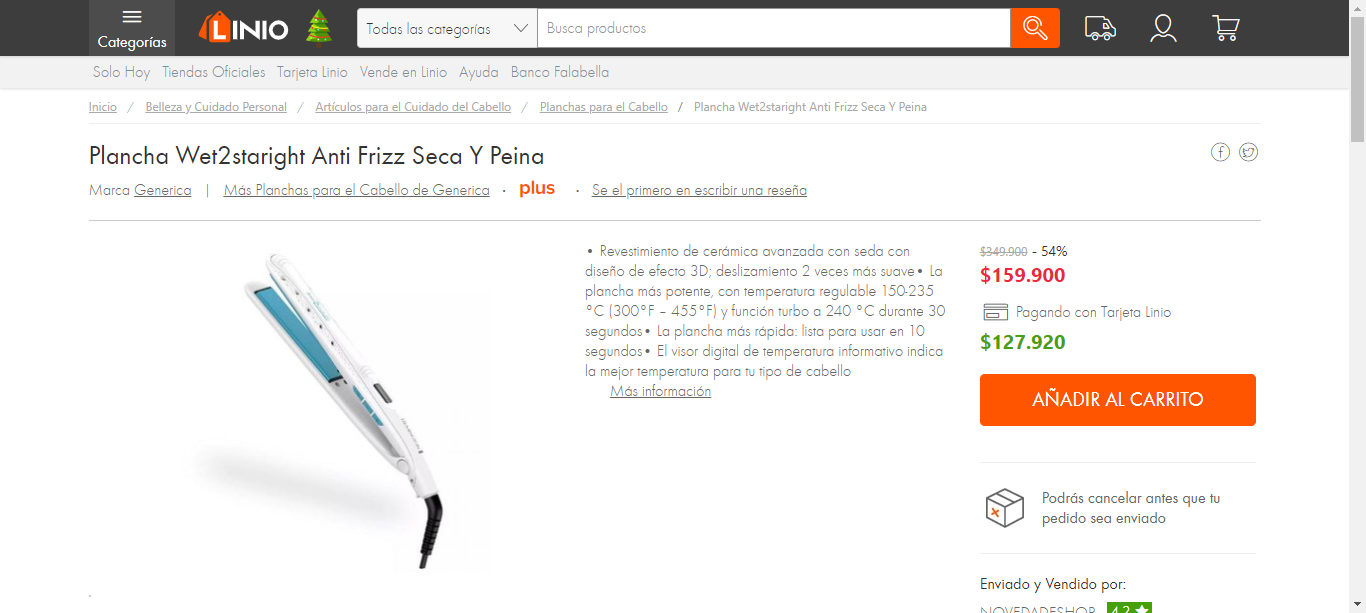 Categorías
LINIO
Todas las categorías
Busca productos
Solo Hoy Tiendas Oficiales Tarjeta Linio Vende en Linio Ayuda Banco Falabella
Inicio / Belleza y Cuidado Personal / Artículos para el Cuidado del Cabello / Planchas para el Cabello / Plancha Wet2staright Anti Frizz Seca Y Peina
Plancha Wet2staright Anti Frizz Seca Y Peina
Marca Generica | Más Planchas para el Cabello de Generica · plus · Se el primero en escribir una reseña
• Revestimiento de cerámica avanzada con seda con
diseño de efecto 3D; deslizamiento 2 veces más suave• La
plancha más potente, con temperatura regulable 150-235
°C (300°F – 455°F) y función turbo a 240 °C durante 30
segundos• La plancha más rápida: lista para usar en 10
segundos• El visor digital de temperatura informativo indica
la mejor temperatura para tu tipo de cabello
Más información
$349.900 - 54%
$159.900
Pagando con Tarjeta Linio
$127.920
AÑADIR AL CARRITO
Podrás cancelar antes que tu
pedido sea enviado
Enviado y Vendido por:
NOVEDADESHOP 4.2